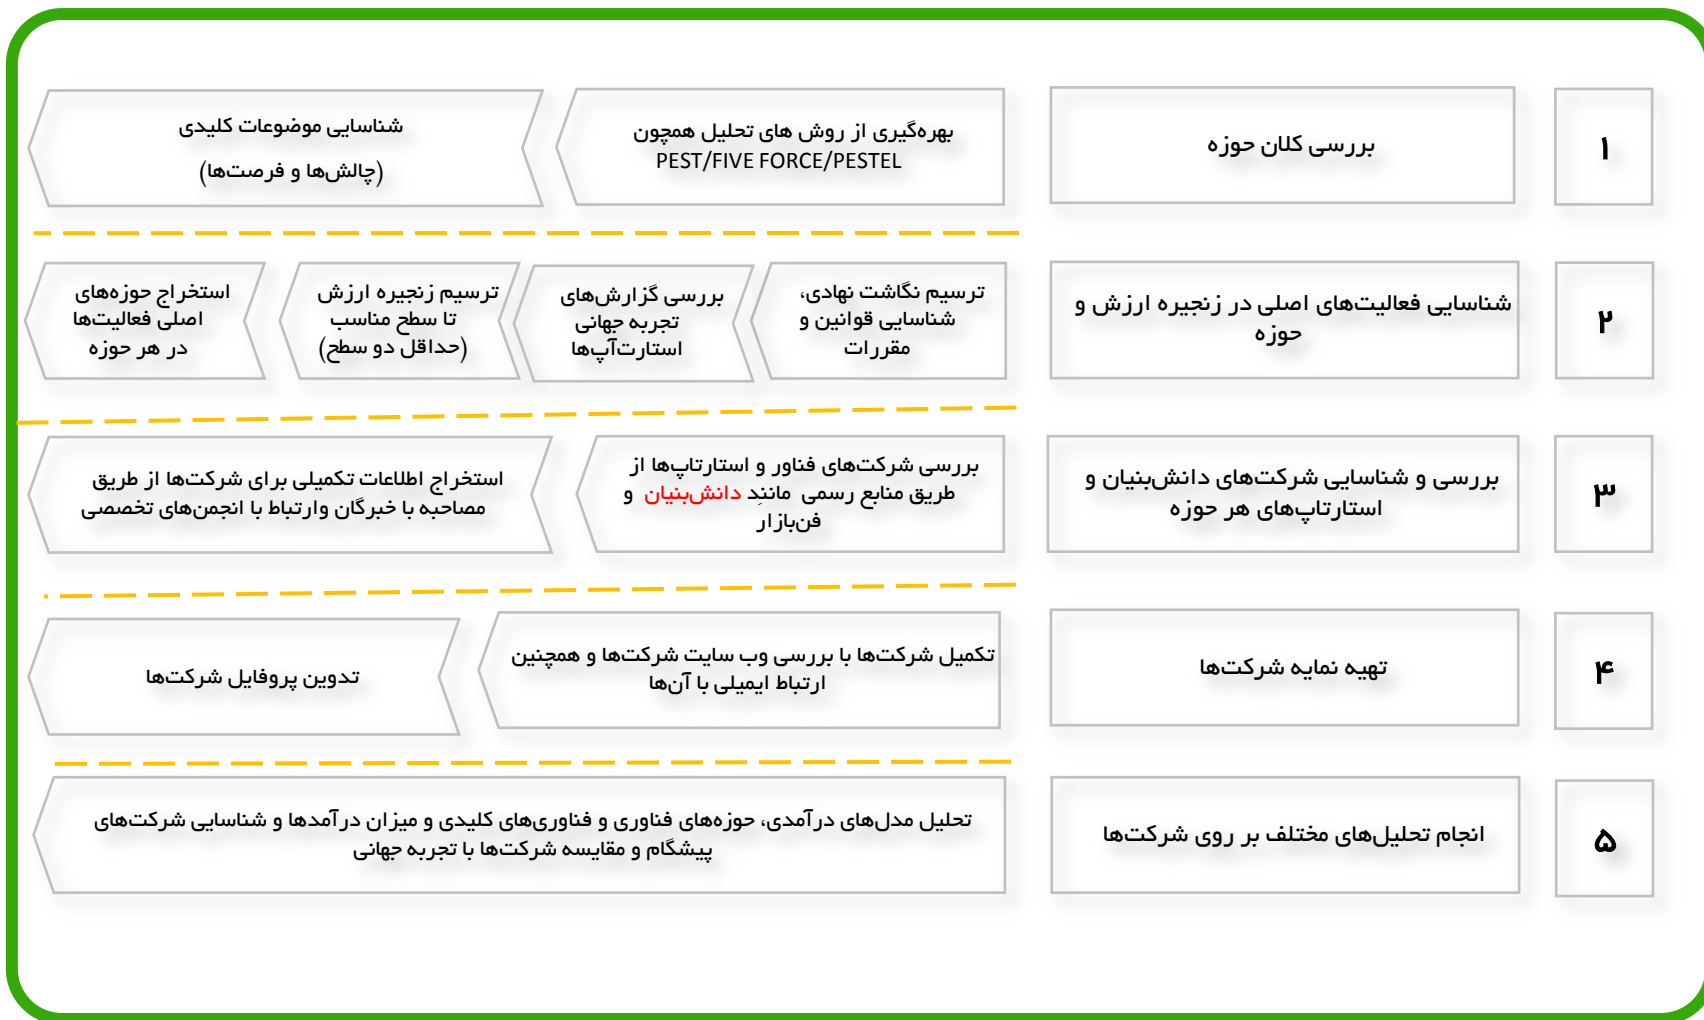 ۱
بررسی کلان حوزه
بهره‌گیری از روش های تحلیل همچون
PEST/FIVE FORCE/PESTEL
شناسایی موضوعات کلیدی
(چالش‌ها و فرصت‌ها)
۲
شناسایی فعالیت‌های اصلی در زنجیره ارزش و
حوزه
ترسیم نگاشت نهادی،
شناسایی قوانین و
مقررات
بررسی گزارش‌های
تجربه جهانی
استارت‌آپ‌ها
ترسیم زنجیره ارزش
تا سطح مناسب
(حداقل دو سطح)
استخراج حوزه‌های
اصلی فعالیت‌ها
در هر حوزه
۳
بررسی و شناسایی شرکت‌های دانش‌بنیان و
استارتاپ‌های هر حوزه
بررسی شرکت‌های فناور و استارتاپ‌ها از
طریق منابع رسمی مانندِ دانش‌بنیان و
فن‌بازار
استخراج اطلاعات تکمیلی برای شرکت‌ها از طریق
مصاحبه با خبرگان وارتباط با انجمن‌های تخصصی
۴
تهیه نمایه شرکت‌ها
تکمیل شرکت‌ها با بررسی وب سایت شرکت‌ها و همچنین
ارتباط ایمیلی با آن‌ها
تدوین پروفایل شرکت‌ها
۵
انجام تحلیل‌های مختلف بر روی شرکت‌ها
تحلیل مدل‌های درآمدی، حوزه‌های فناوری و فناوری‌های کلیدی و میزان درآمدها و شناسایی شرکت‌های
پیشگام و مقایسه شرکت‌ها با تجربه جهانی